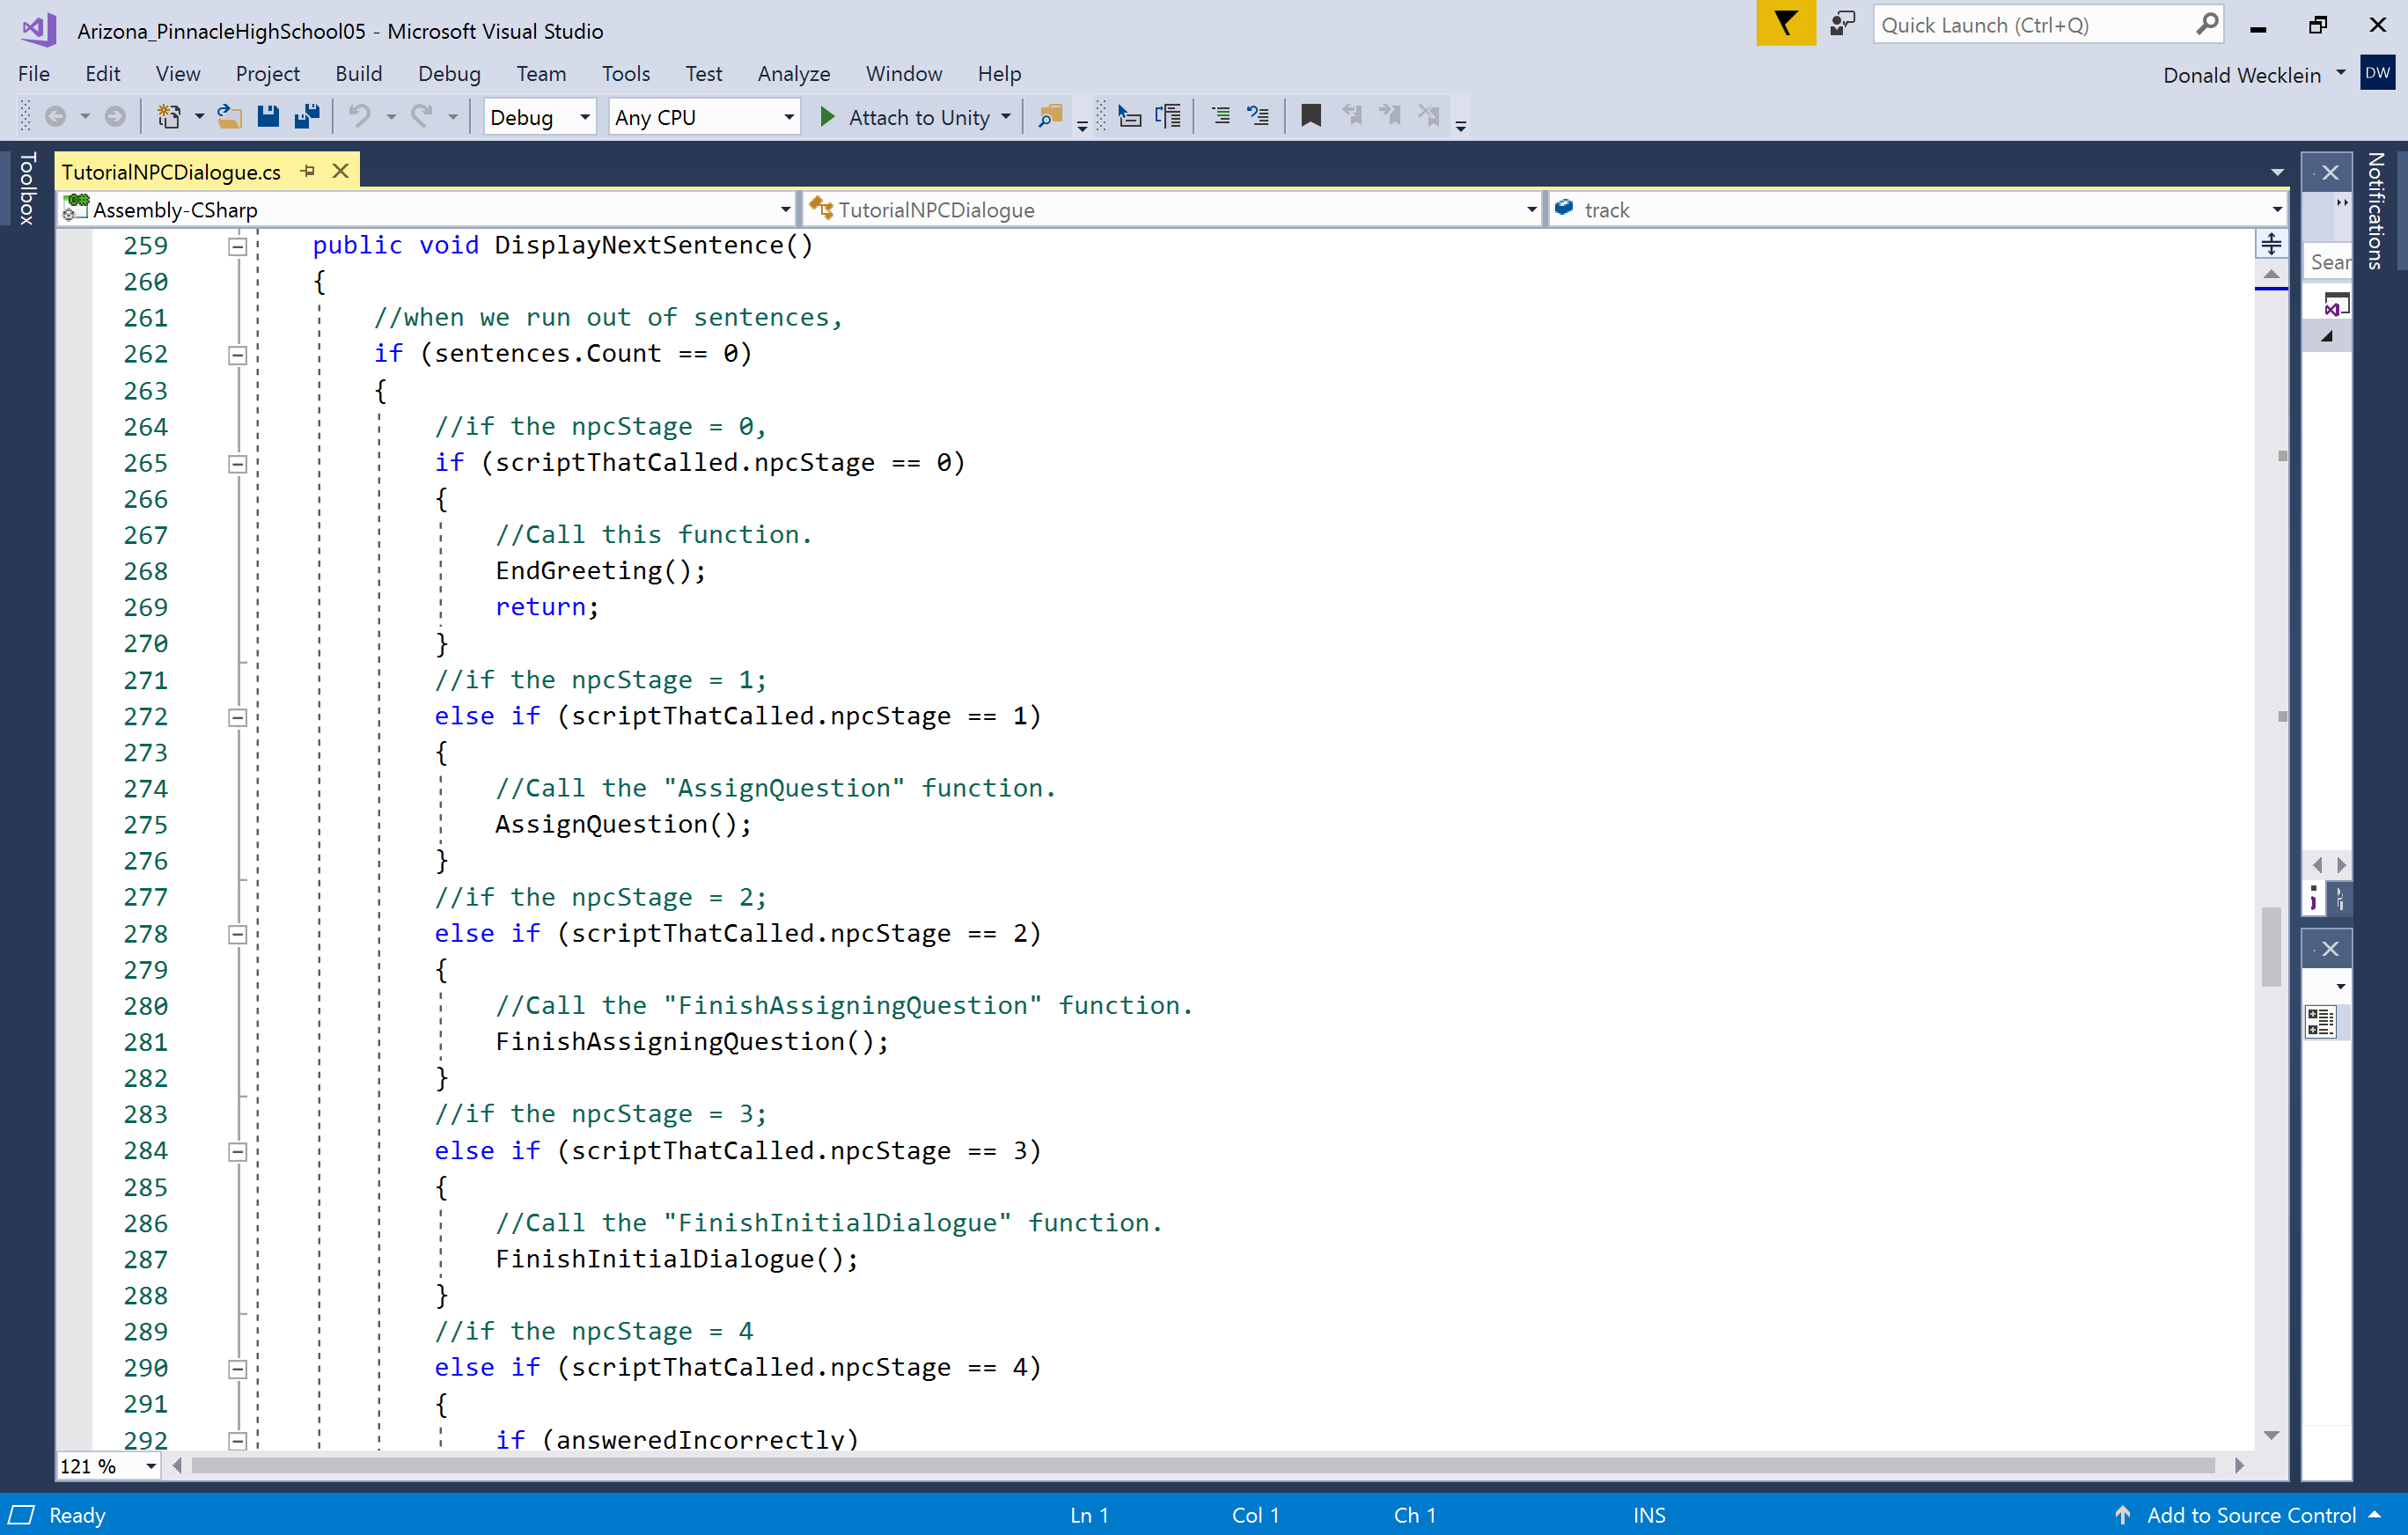 Arizona_PinnacleHighSchool05 - Microsoft Visual Studio
Quick Launch (Ctrl+Q)
File Edit View Project Build Debug Team Tools Test Analyze Window Help
Donald Wecklein DW
Debug Any CPU Attach to Unity
Toolbox
TutorialNPCDialogue.cs
Notifications
Assembly-CSharp TutorialNPCDialogue track
Sear
259 public void DisplayNextSentence()
260 {
261 //when we run out of sentences,
262 if (sentences.Count == 0)
263 {
264 //if the npcStage = 0,
265 if (scriptThatCalled.npcStage == 0)
266 {
267 //Call this function.
268 EndGreeting();
269 return;
270 }
271 //if the npcStage = 1;
272 else if (scriptThatCalled.npcStage == 1)
273 {
274 //Call the "AssignQuestion" function.
275 AssignQuestion();
276 }
277 //if the npcStage = 2;
278 else if (scriptThatCalled.npcStage == 2)
279 {
280 //Call the "FinishAssigningQuestion" function.
281 FinishAssigningQuestion();
282 }
283 //if the npcStage = 3;
284 else if (scriptThatCalled.npcStage == 3)
285 {
286 //Call the "FinishInitialDialogue" function.
287 FinishInitialDialogue();
288 }
289 //if the npcStage = 4
290 else if (scriptThatCalled.npcStage == 4)
291 {
292 if (answeredIncorrectly)
121 %
Ready Ln 1 Col 1 Ch 1 INS Add to Source Control